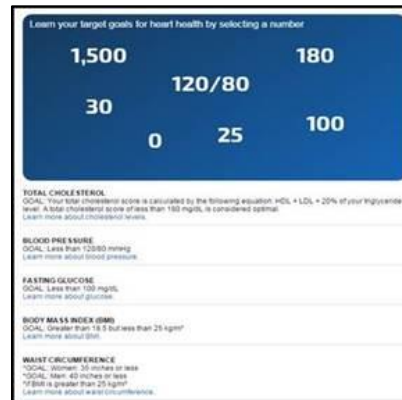 Learn your target goals for heart health by selecting a number
1,500
180
120/80
30
100
25
0
TOTAL CHOLESTEROL
GOAL: Your total cholesterol score is calculated by the following equation: HDL + LDL + 20% of your triglyceride
level. A total cholesterol score of less than 180 mg/dL is considered optimal.
Learn more about cholesterol levels.
BLOOD PRESSURE
GOAL: Less than 120/80 mmHg
Learn more about blood pressure.
FASTING GLUCOSE
GOAL: Less than 100 mg/dL
Learn more about glucose.
BODY MASS INDEX (BMI)
GOAL: Greater than 18.5 but less than 25 kg/m²
Learn more about BMI.
WAIST CIRCUMFERENCE
*GOAL: Women: 35 inches or less
*GOAL: Men: 40 inches or less
*if BMI is greater than 25 kg/m²
Learn more about waist circumference.